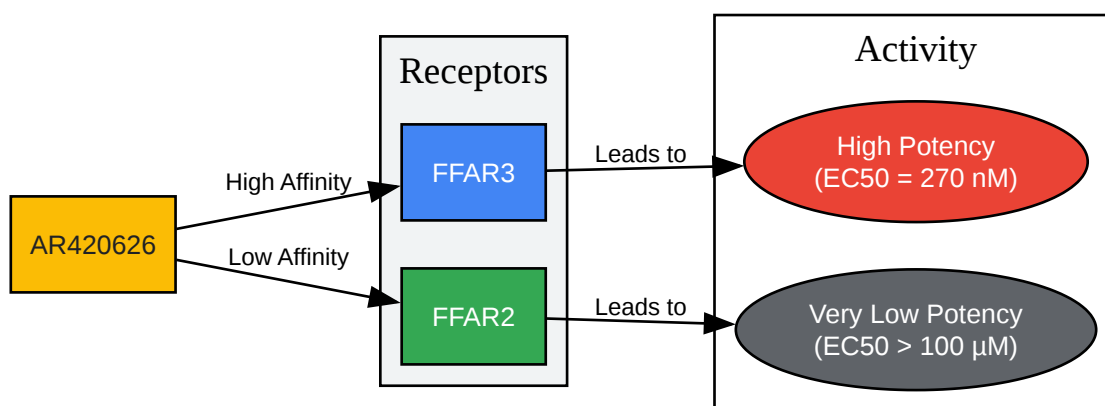 Activity
Receptors
High Potency
(EC50 = 270 nM)
Leads to
FFAR3
High Affinity
AR420626
Low Affinity
FFAR2
Leads to
Very Low Potency
(EC50 > 100 µM)